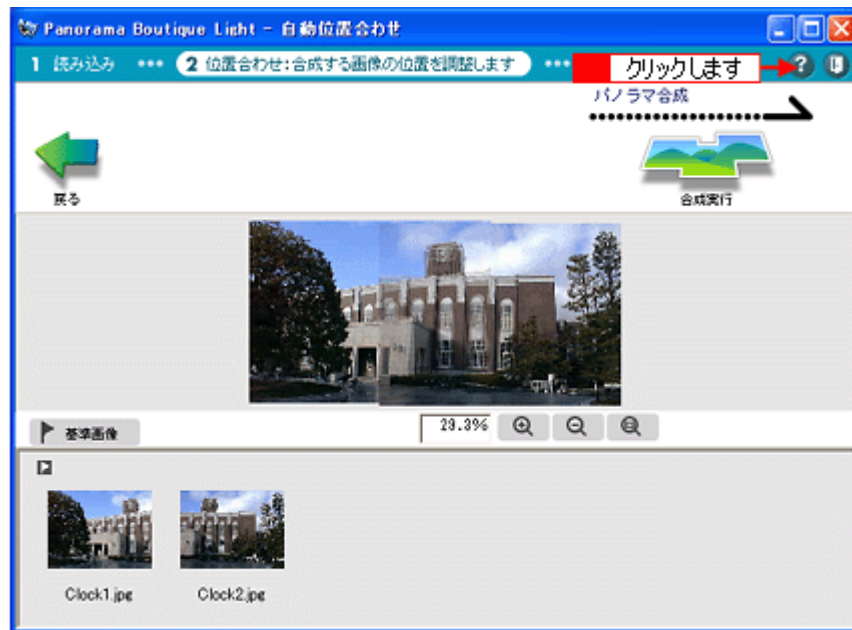 Panorama Boutique Light - 自動位置合わせ
1 読み込み ••• 2 位置合わせ:合成する画像の位置を調整します ••• クリックします ?
パノラマ合成
戻る
合成実行
基準画像
29.3%
Clock1.jpg
Clock2.jpg